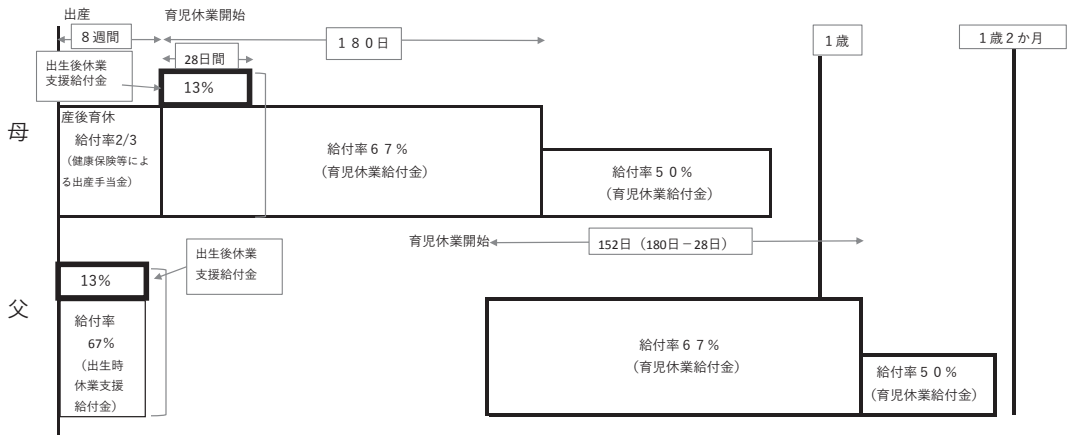 出産
育児休業開始
８週間
１８０日
１歳
１歳２か月
出生後休業
支援給付金
28日間
13%
母
産後育休
給付率2/3
（健康保険等によ
る出産手当金）
給付率６７%
（育児休業給付金）
給付率５０%
（育児休業給付金）
育児休業開始
152日（180日－28日）
出生後休業
支援給付金
13%
父
給付率
67%
（出生時
休業支援
給付金）
給付率６７%
（育児休業給付金）
給付率５０%
（育児休業給付金）